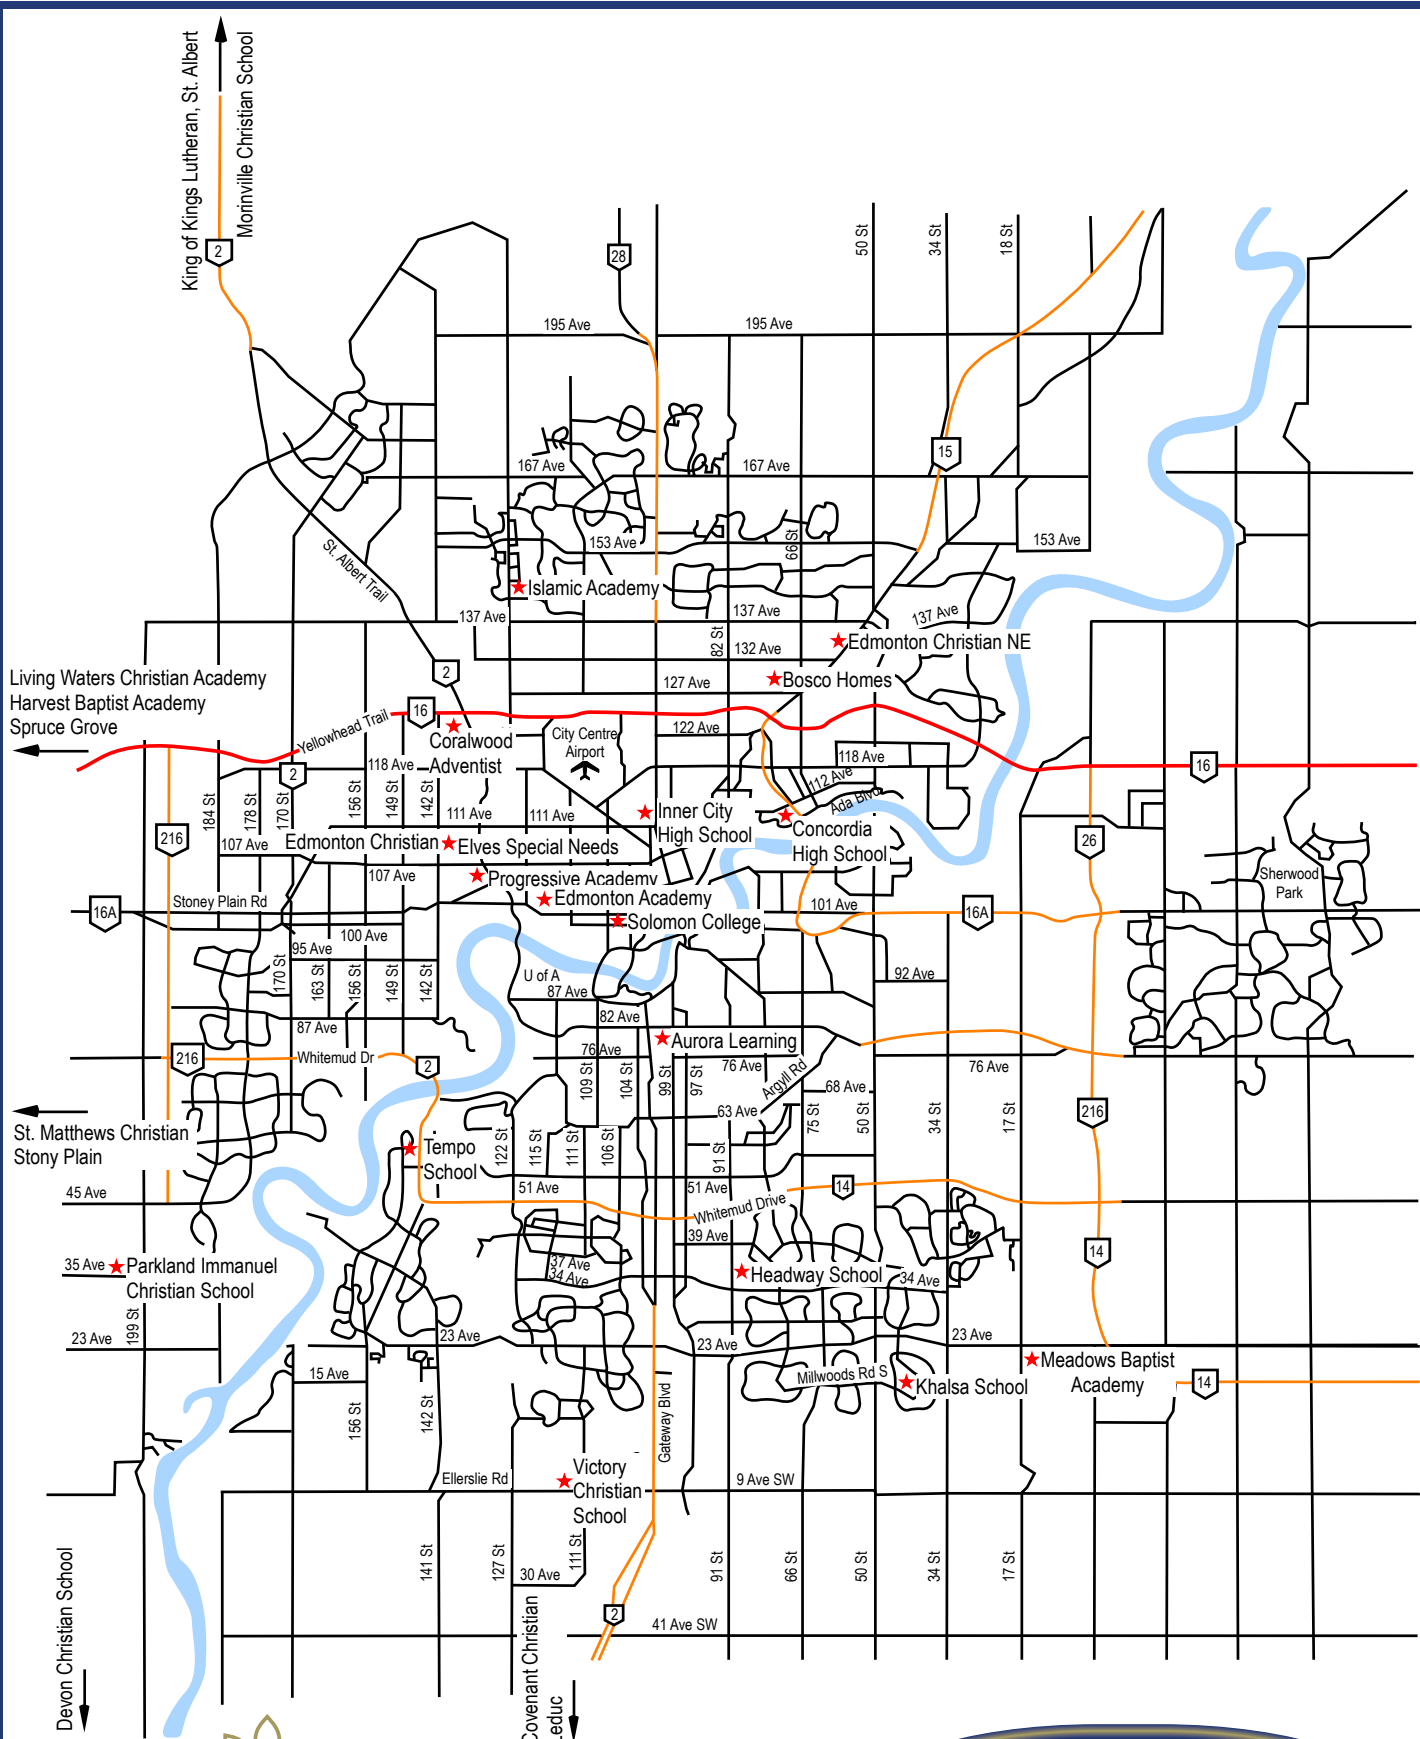 King of Kings Lutheran, St. Albert
Morinville Christian School
2
28
50 St
34 St
18 St
195 Ave
195 Ave
15
167 Ave
167 Ave
153 Ave
66 St
153 Ave
St. Albert Trail
Islamic Academy
137 Ave
137 Ave
137 Ave
82 St
132 Ave
Edmonton Christian NE
2
127 Ave
Bosco Homes
Living Waters Christian Academy
Harvest Baptist Academy
Spruce Grove
Yellowhead Trail
16
Coralwood
Adventist
City Centre
Airport
122 Ave
118 Ave
118 Ave
16
2
184 St
178 St
170 St
156 St
149 St
142 St
112 Ave
Ada Blvd
111 Ave
111 Ave
Inner City
High School
Concordia
High School
216
26
107 Ave
Edmonton Christian
Elves Special Needs
107 Ave
Progressive Academy
Sherwood
Park
Stoney Plain Rd
Edmonton Academy
101 Ave
16A
16A
Solomon College
100 Ave
95 Ave
170 St
163 St
156 St
149 St
142 St
U of A
87 Ave
92 Ave
87 Ave
82 Ave
Aurora Learning
216
Whitemud Dr
2
76 Ave
76 Ave
76 Ave
109 St
104 St
99 St
97 St
Argyll Rd
68 Ave
63 Ave
75 St
50 St
34 St
17 St
216
St. Matthews Christian
Stony Plain
Tempo
School
122 St
115 St
111 St
106 St
91 St
45 Ave
51 Ave
51 Ave
14
Whitemud Drive
39 Ave
14
35 Ave
Parkland Immanuel
Christian School
37 Ave
34 Ave
Headway School
34 Ave
199 St
23 Ave
23 Ave
23 Ave
23 Ave
Meadows Baptist
Academy
15 Ave
Millwoods Rd S
Khalsa School
14
156 St
142 St
Gateway Blvd
Ellerslie Rd
Victory
Christian
School
9 Ave SW
141 St
127 St
111 St
91 St
66 St
50 St
34 St
17 St
30 Ave
2
41 Ave SW
Devon Christian School
Covenant Christian